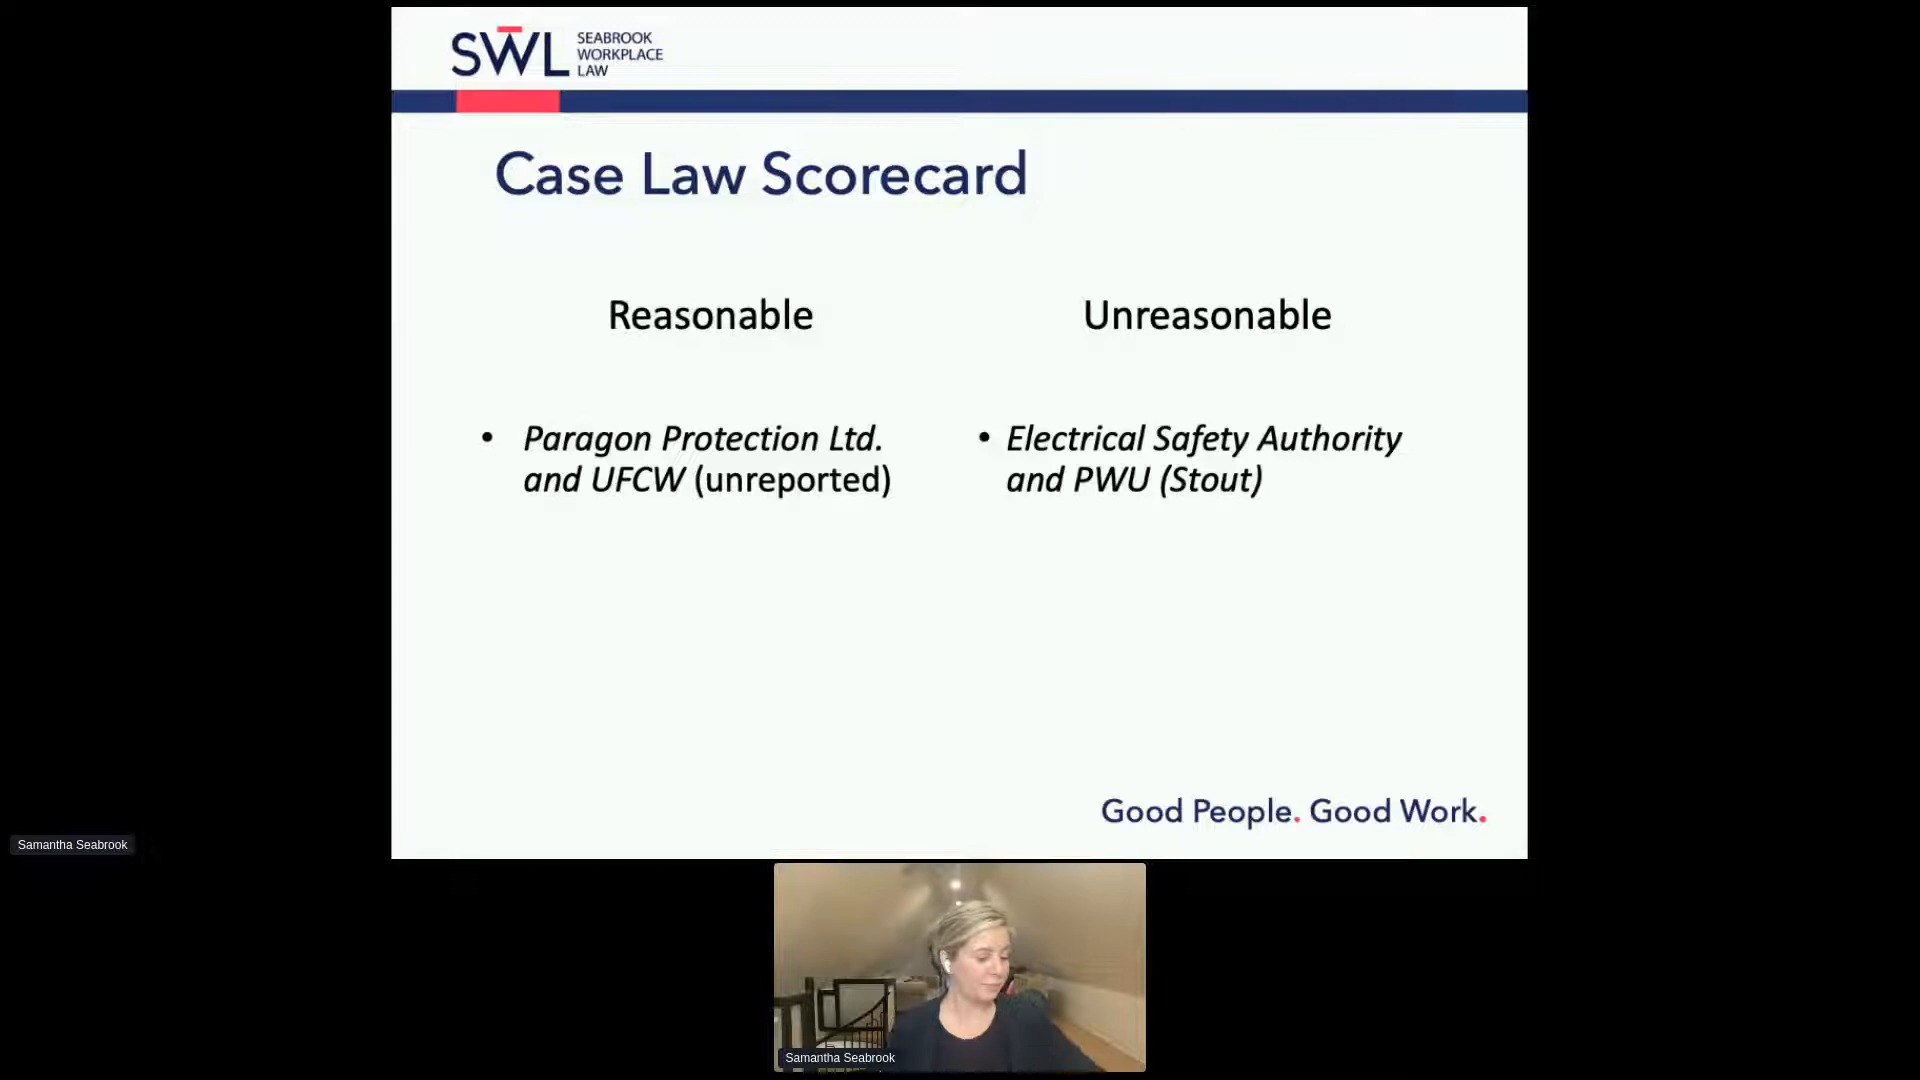 SWL SEABROOK
WORKPLACE
LAW
Case Law Scorecard
Reasonable
• Paragon Protection Ltd.
and UFCW (unreported)
Unreasonable
• Electrical Safety Authority
and PWU (Stout)
Good People. Good Work.
Samantha Seabrook
Samantha Seabrook